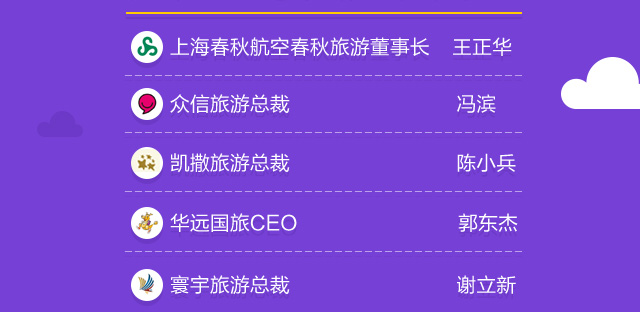 上海春秋航空春秋旅游董事长 王正华
众信旅游总裁 冯滨
凯撒旅游总裁 陈小兵
华远国旅CEO 郭东杰
寰宇旅游总裁 谢立新